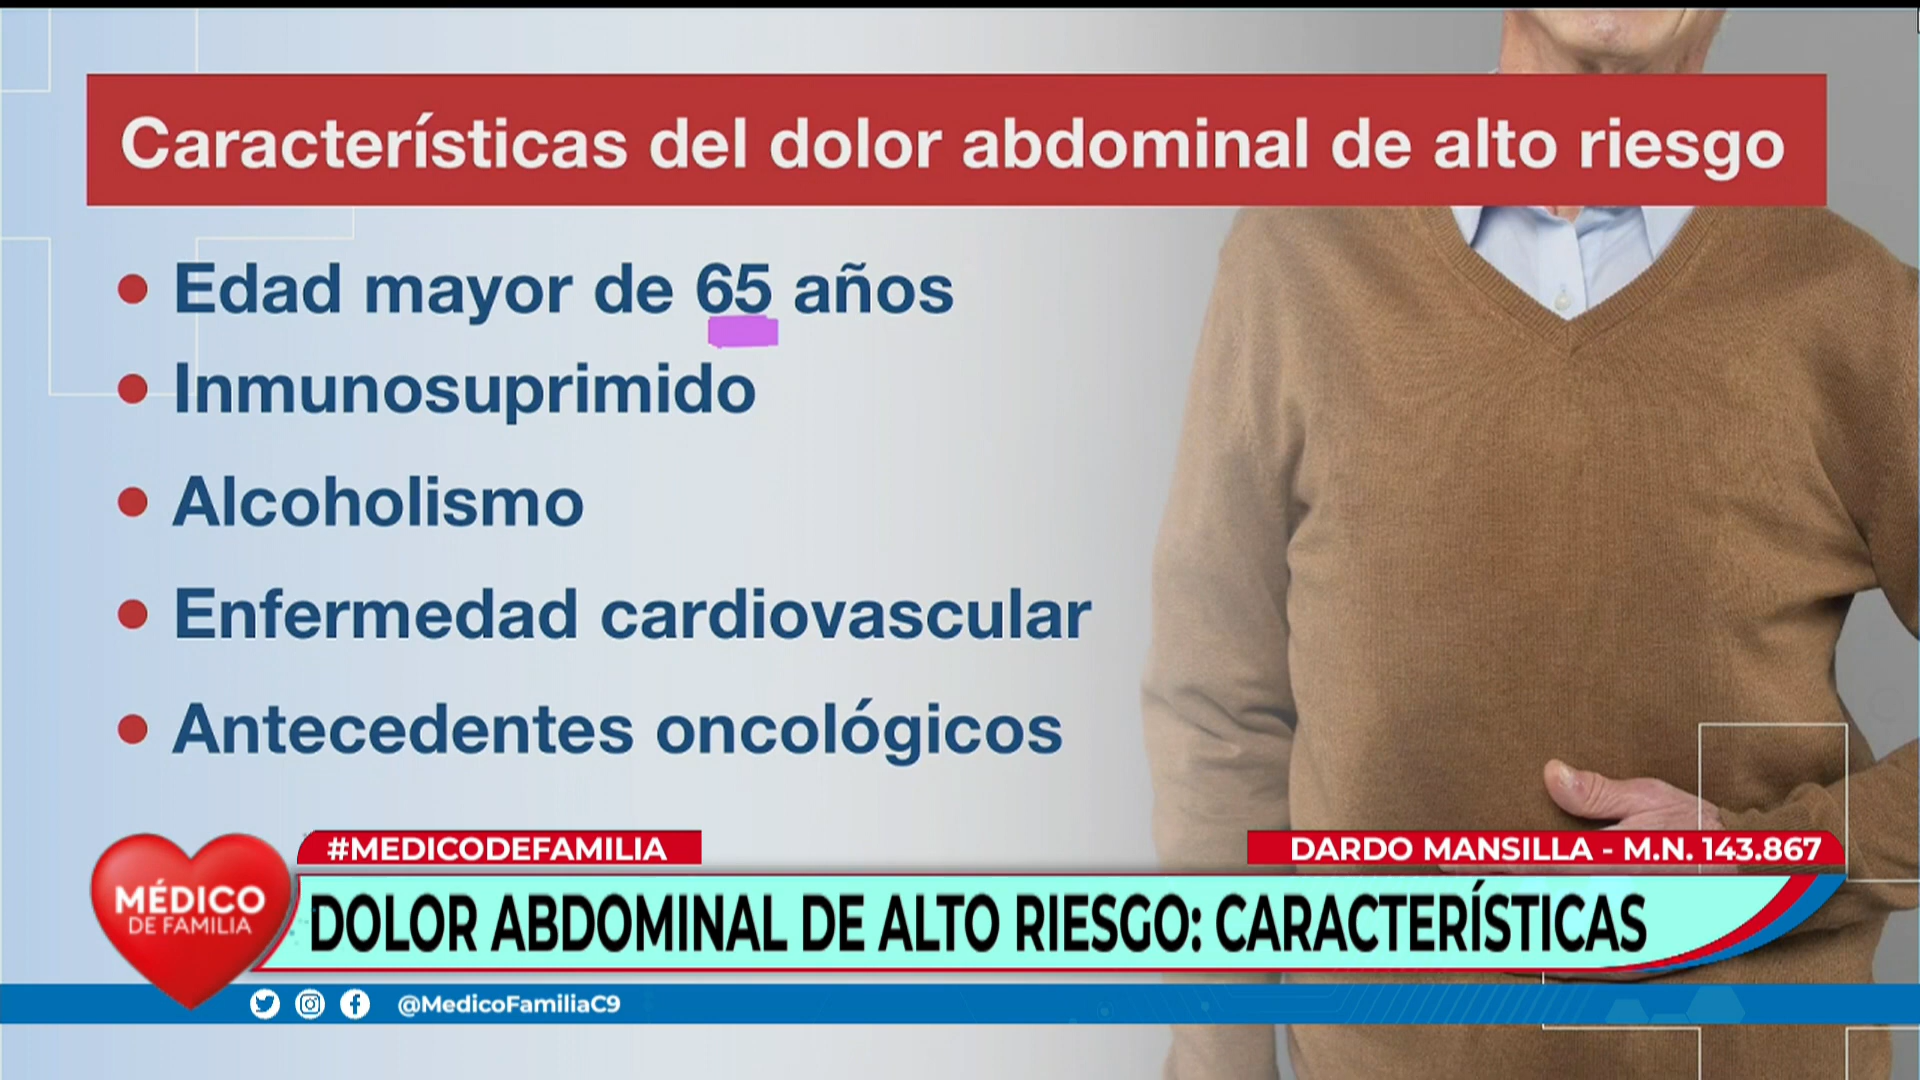 Características del dolor abdominal de alto riesgo
Edad mayor de 65 años
Inmunosuprimido
Alcoholismo
Enfermedad cardiovascular
Antecedentes oncológicos
#MEDICODEFAMILIA
DARDO MANSILLA - M.N. 143.867
MÉDICO
DE FAMILIA
DOLOR ABDOMINAL DE ALTO RIESGO: CARACTERÍSTICAS
@MedicoFamiliaC9